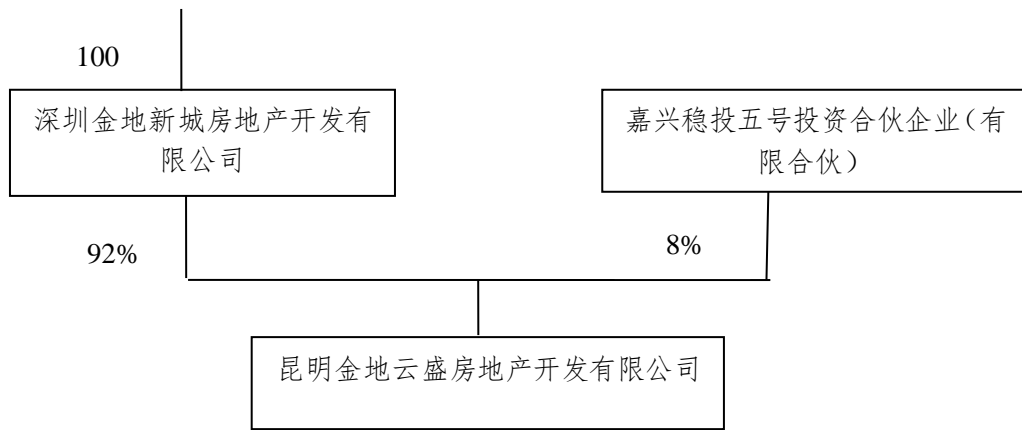 100
深圳金地新城房地产开发有
限公司
嘉兴稳投五号投资合伙企业（有
限合伙）
92%
8%
昆明金地云盛房地产开发有限公司